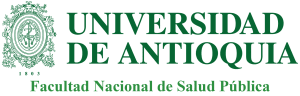 UNIVERSIDAD
DE ANTIOQUIA
1803
Facultad Nacional de Salud Pública